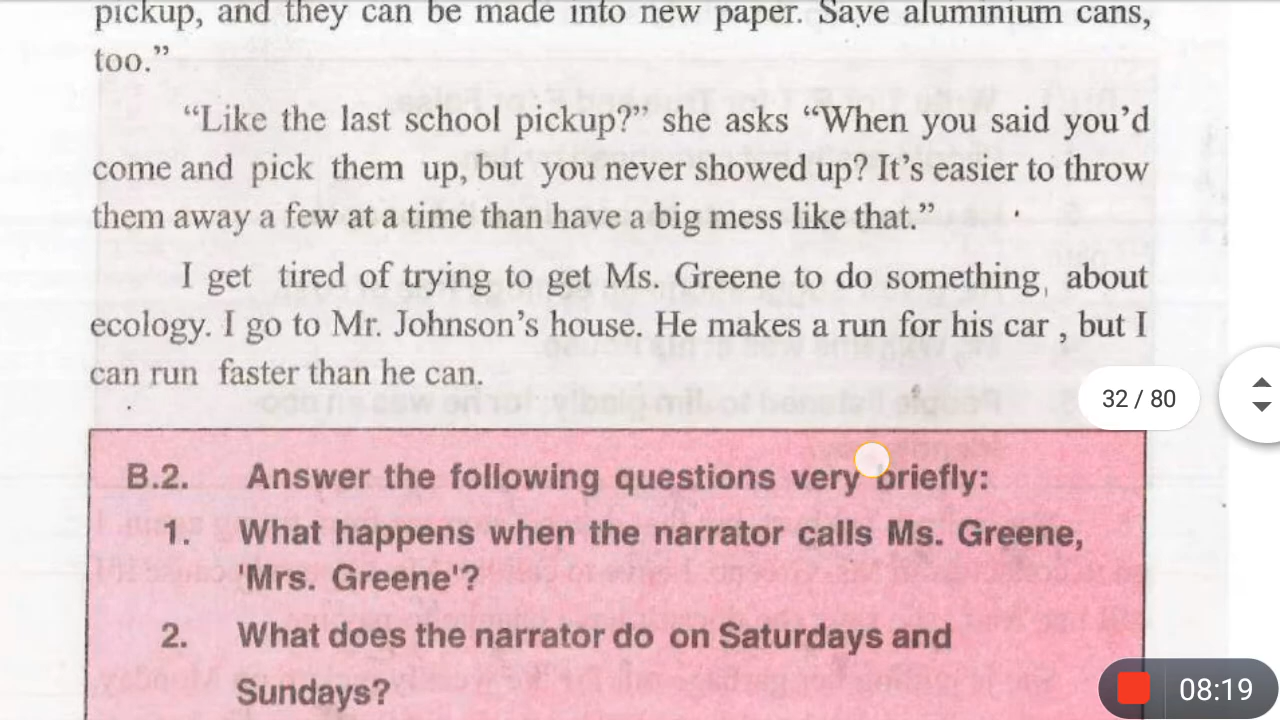 pickup, and they can be made into new paper. Save aluminium cans,
too.”
“Like the last school pickup?” she asks “When you said you’d
come and pick them up, but you never showed up? It’s easier to throw
them away a few at a time than have a big mess like that.”
I get tired of trying to get Ms. Greene to do something, about
ecology. I go to Mr. Johnson’s house. He makes a run for his car , but I
can run faster than he can.
32 / 80
B.2. Answer the following questions very briefly:
1. What happens when the narrator calls Ms. Greene,
'Mrs. Greene'?
2. What does the narrator do on Saturdays and
Sundays?
08:19